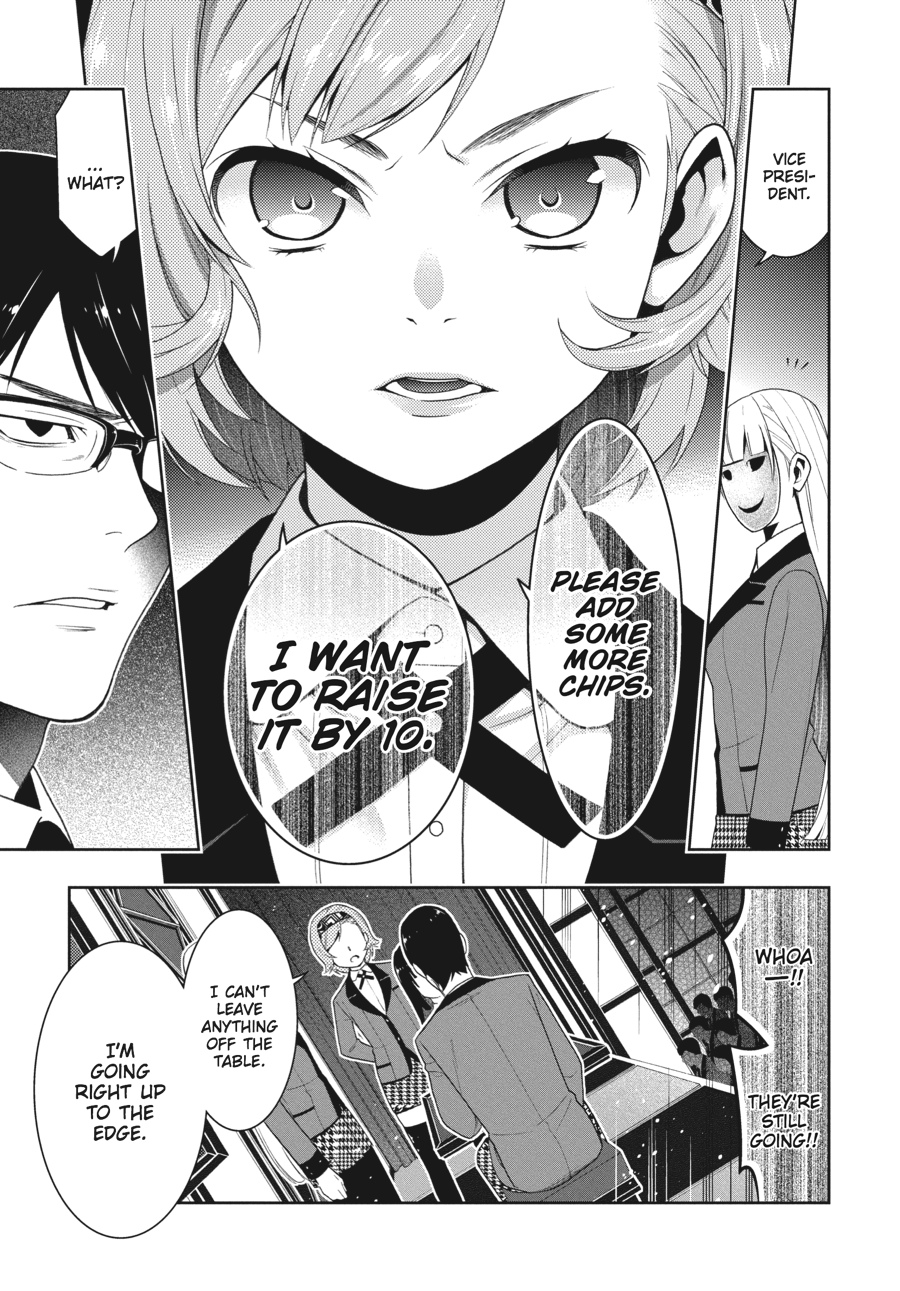 VICE
PRESI-
DENT.
PLEASE
ADD
SOME
MORE
CHIPS.
I WANT
TO RAISE
IT BY 10.
...
WHAT?
WHOA
—!!
THEY'RE
STILL
GOING!!
I CAN'T
LEAVE
ANYTHING
OFF THE
TABLE.
I'M
GOING
RIGHT UP
TO THE
EDGE.